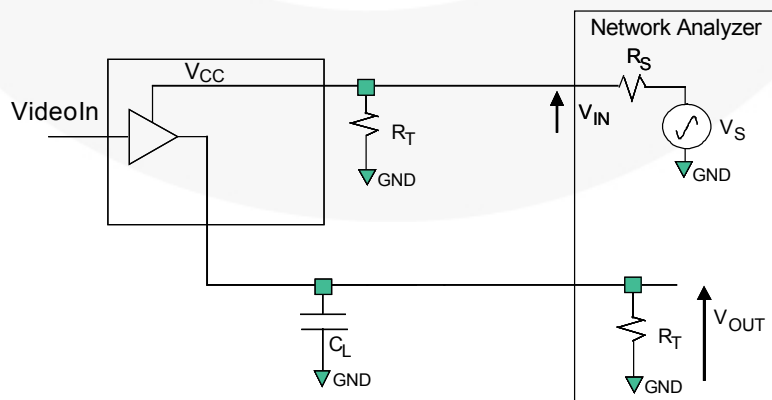 Network Analyzer
RS
VCC
VideoIn
RT
VIN
VS
GND
GND
CL
GND
RT
VOUT
GND